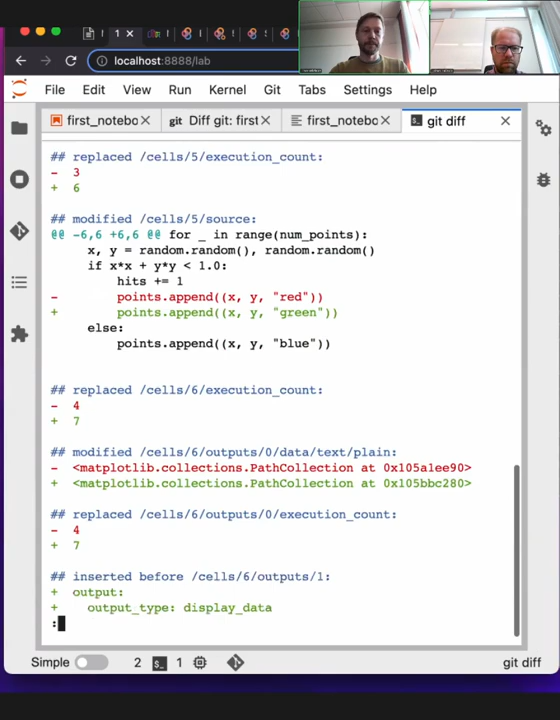 1
localhost:8888/lab
File Edit View Run Kernel Git Tabs Settings Help
first_notebo git Diff git: first first_notebo git diff
## replaced /cells/5/execution_count:
- 3
+ 6
## modified /cells/5/source:
@@ -6,6 +6,6 @@ for _ in range(num_points):
x, y = random.random(), random.random()
if x*x + y*y < 1.0:
hits += 1
- points.append((x, y, "red"))
+ points.append((x, y, "green"))
else:
points.append((x, y, "blue"))
## replaced /cells/6/execution_count:
- 4
+ 7
## modified /cells/6/outputs/0/data/text/plain:
- <matplotlib.collections.PathCollection at 0x105a1ee90>
+ <matplotlib.collections.PathCollection at 0x105bbc280>
## replaced /cells/6/outputs/0/execution_count:
- 4
+ 7
## inserted before /cells/6/outputs/1:
+ output:
+ output_type: display_data
:
Simple 2 1 git diff